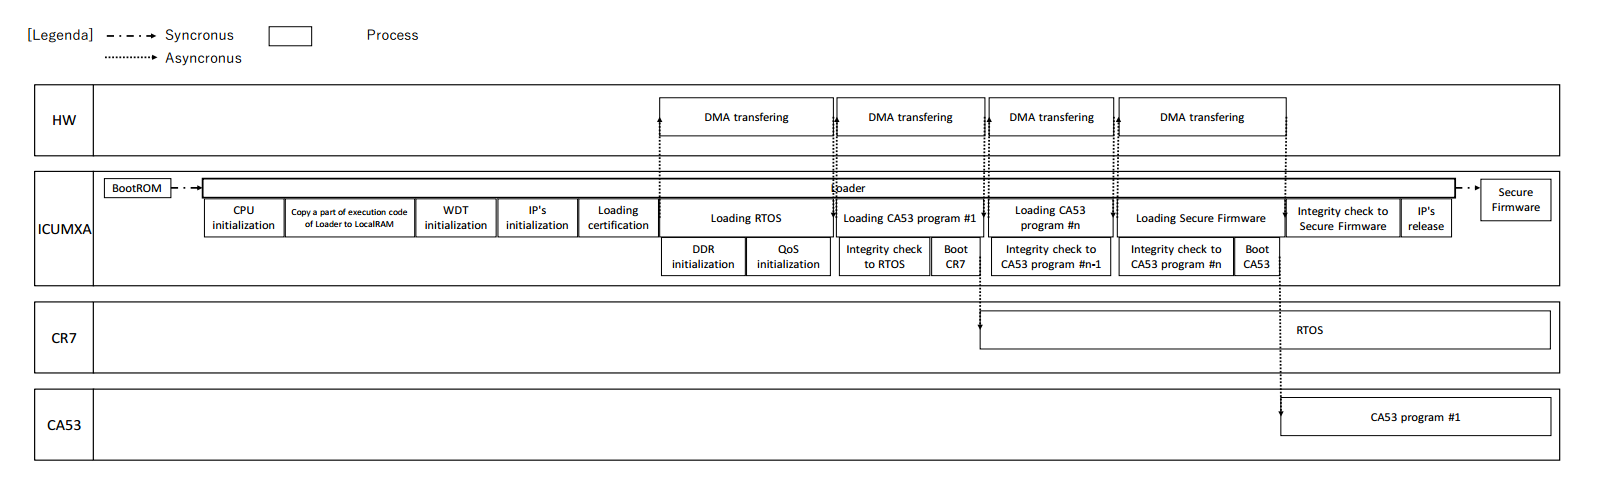 [Legenda] Syncronus Process
Asyncronus
HW
DMA transfering DMA transfering DMA transfering DMA transfering
ICUMXA
BootROM
Loader
Secure
Firmware
CPU
initialization
Copy a part of execution code
of Loader to LocalRAM
WDT
initialization
IP's
initialization
Loading
certification
Loading RTOS
Loading CA53 program #1
Loading CA53
program #n
Loading Secure Firmware
Integrity check to
Secure Firmware
IP's
release
DDR
initialization
QoS
initialization
Integrity check
to RTOS
Boot
CR7
Integrity check to
CA53 program #n-1
Integrity check to
CA53 program #n
Boot
CA53
CR7
RTOS
CA53
CA53 program #1